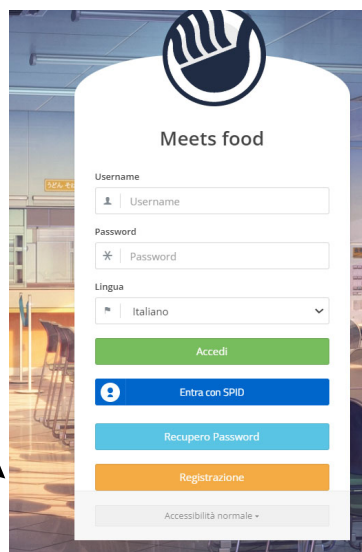 Meets food
Username
Username
Password
Password
Lingua
Italiano
Accedi
Entra con SPID
Recupero Password
Registrazione
Accessibilità normale